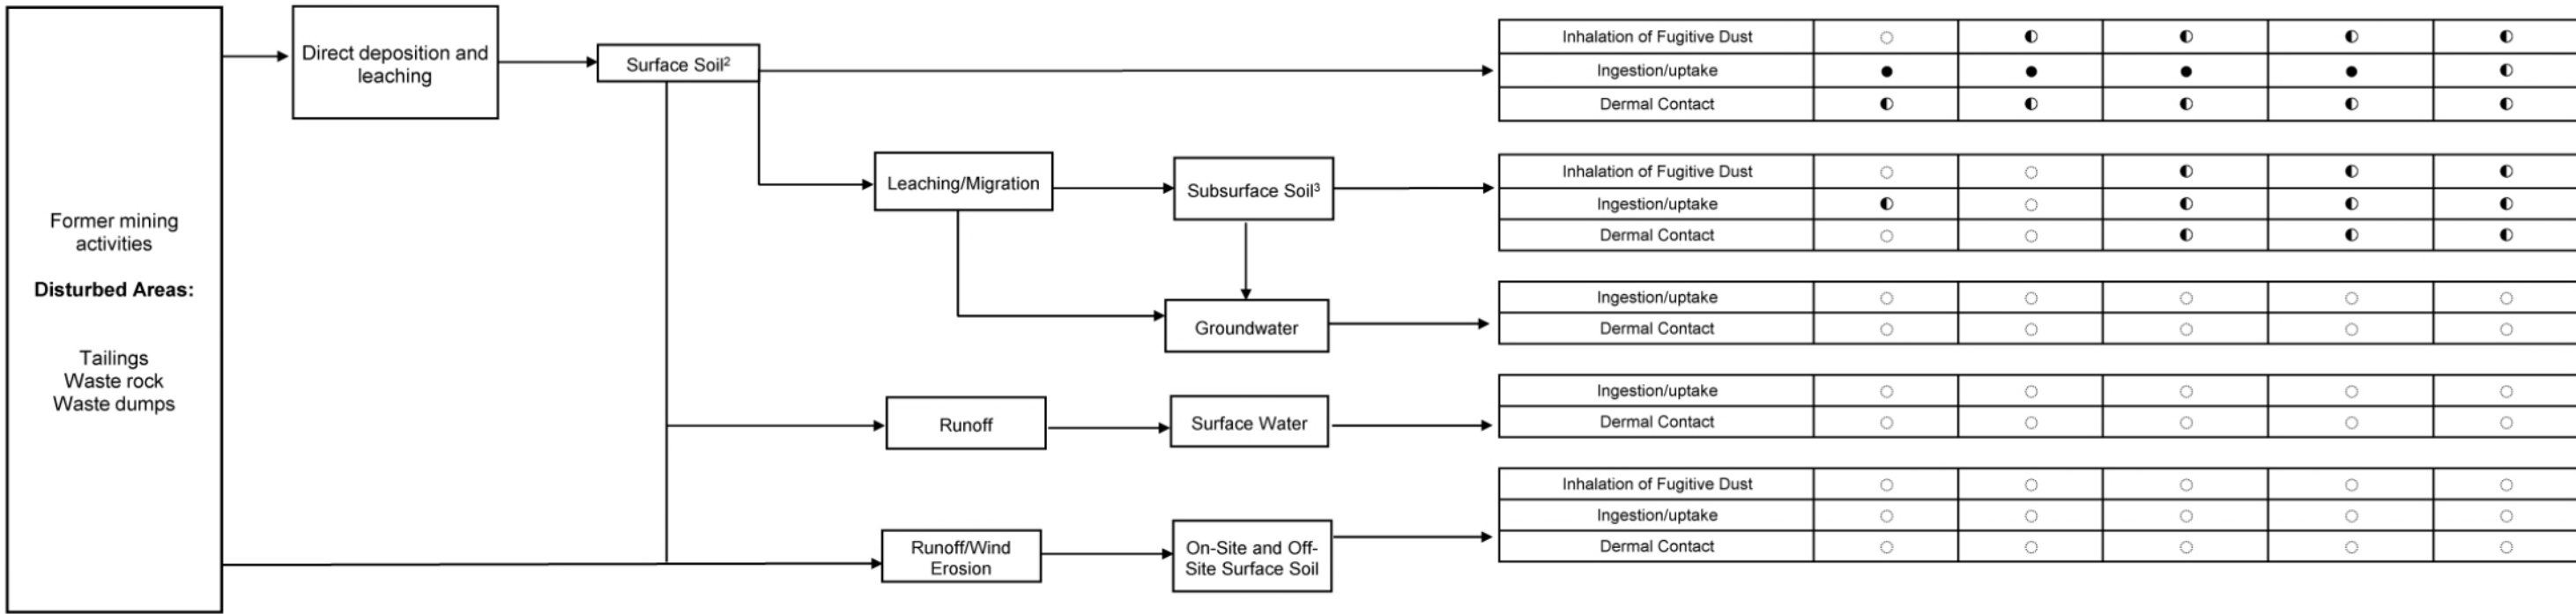 Former mining
activities
Disturbed Areas:
Tailings
Waste rock
Waste dumps
Direct deposition and
leaching
Surface Soil²
Leaching/Migration
Subsurface Soil³
Groundwater
Runoff
Surface Water
Runoff/Wind
Erosion
On-Site and Off-
Site Surface Soil
Inhalation of Fugitive Dust ○ ◐ ◐ ◐ ◐
Ingestion/uptake ● ● ● ● ◐
Dermal Contact ◐ ◐ ◐ ◐ ◐
Inhalation of Fugitive Dust ○ ○ ◐ ◐ ◐
Ingestion/uptake ◐ ○ ◐ ◐ ◐
Dermal Contact ○ ○ ◐ ◐ ◐
Ingestion/uptake ○ ○ ○ ○ ○
Dermal Contact ○ ○ ○ ○ ○
Ingestion/uptake ○ ○ ○ ○ ○
Dermal Contact ○ ○ ○ ○ ○
Inhalation of Fugitive Dust ○ ○ ○ ○ ○
Ingestion/uptake ○ ○ ○ ○ ○
Dermal Contact ○ ○ ○ ○ ○